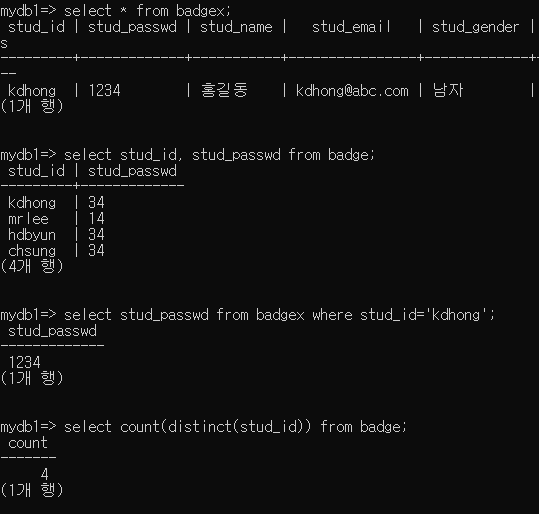 mydb1=> select * from badgex;
 stud_id | stud_passwd | stud_name |   stud_email   | stud_gender |
s
---------+-------------+-----------+----------------+-------------+
--
 kdhong  | 1234        | 홍길동    | kdhong@abc.com | 남자        |
(1개 행)
mydb1=> select stud_id, stud_passwd from badge;
 stud_id | stud_passwd
---------+-------------
 kdhong  | 34
 mrlee   | 14
 hdbyun  | 34
 chsung  | 34
(4개 행)
mydb1=> select stud_passwd from badgex where stud_id='kdhong';
 stud_passwd
-------------
 1234
(1개 행)
mydb1=> select count(distinct(stud_id)) from badge;
 count
-------
     4
(1개 행)